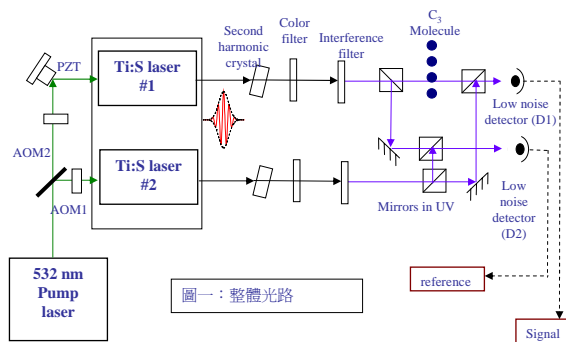 PZT
AOM2
AOM1
Ti:S laser
#1
Ti:S laser
#2
532 nm
Pump
laser
Second
harmonic
crystal
Color
filter
Interference
filter
C3
Molecule
Low noise
detector (D1)
Mirrors in UV
Low
noise
detector
(D2)
reference
Signal
圖一：整體光路